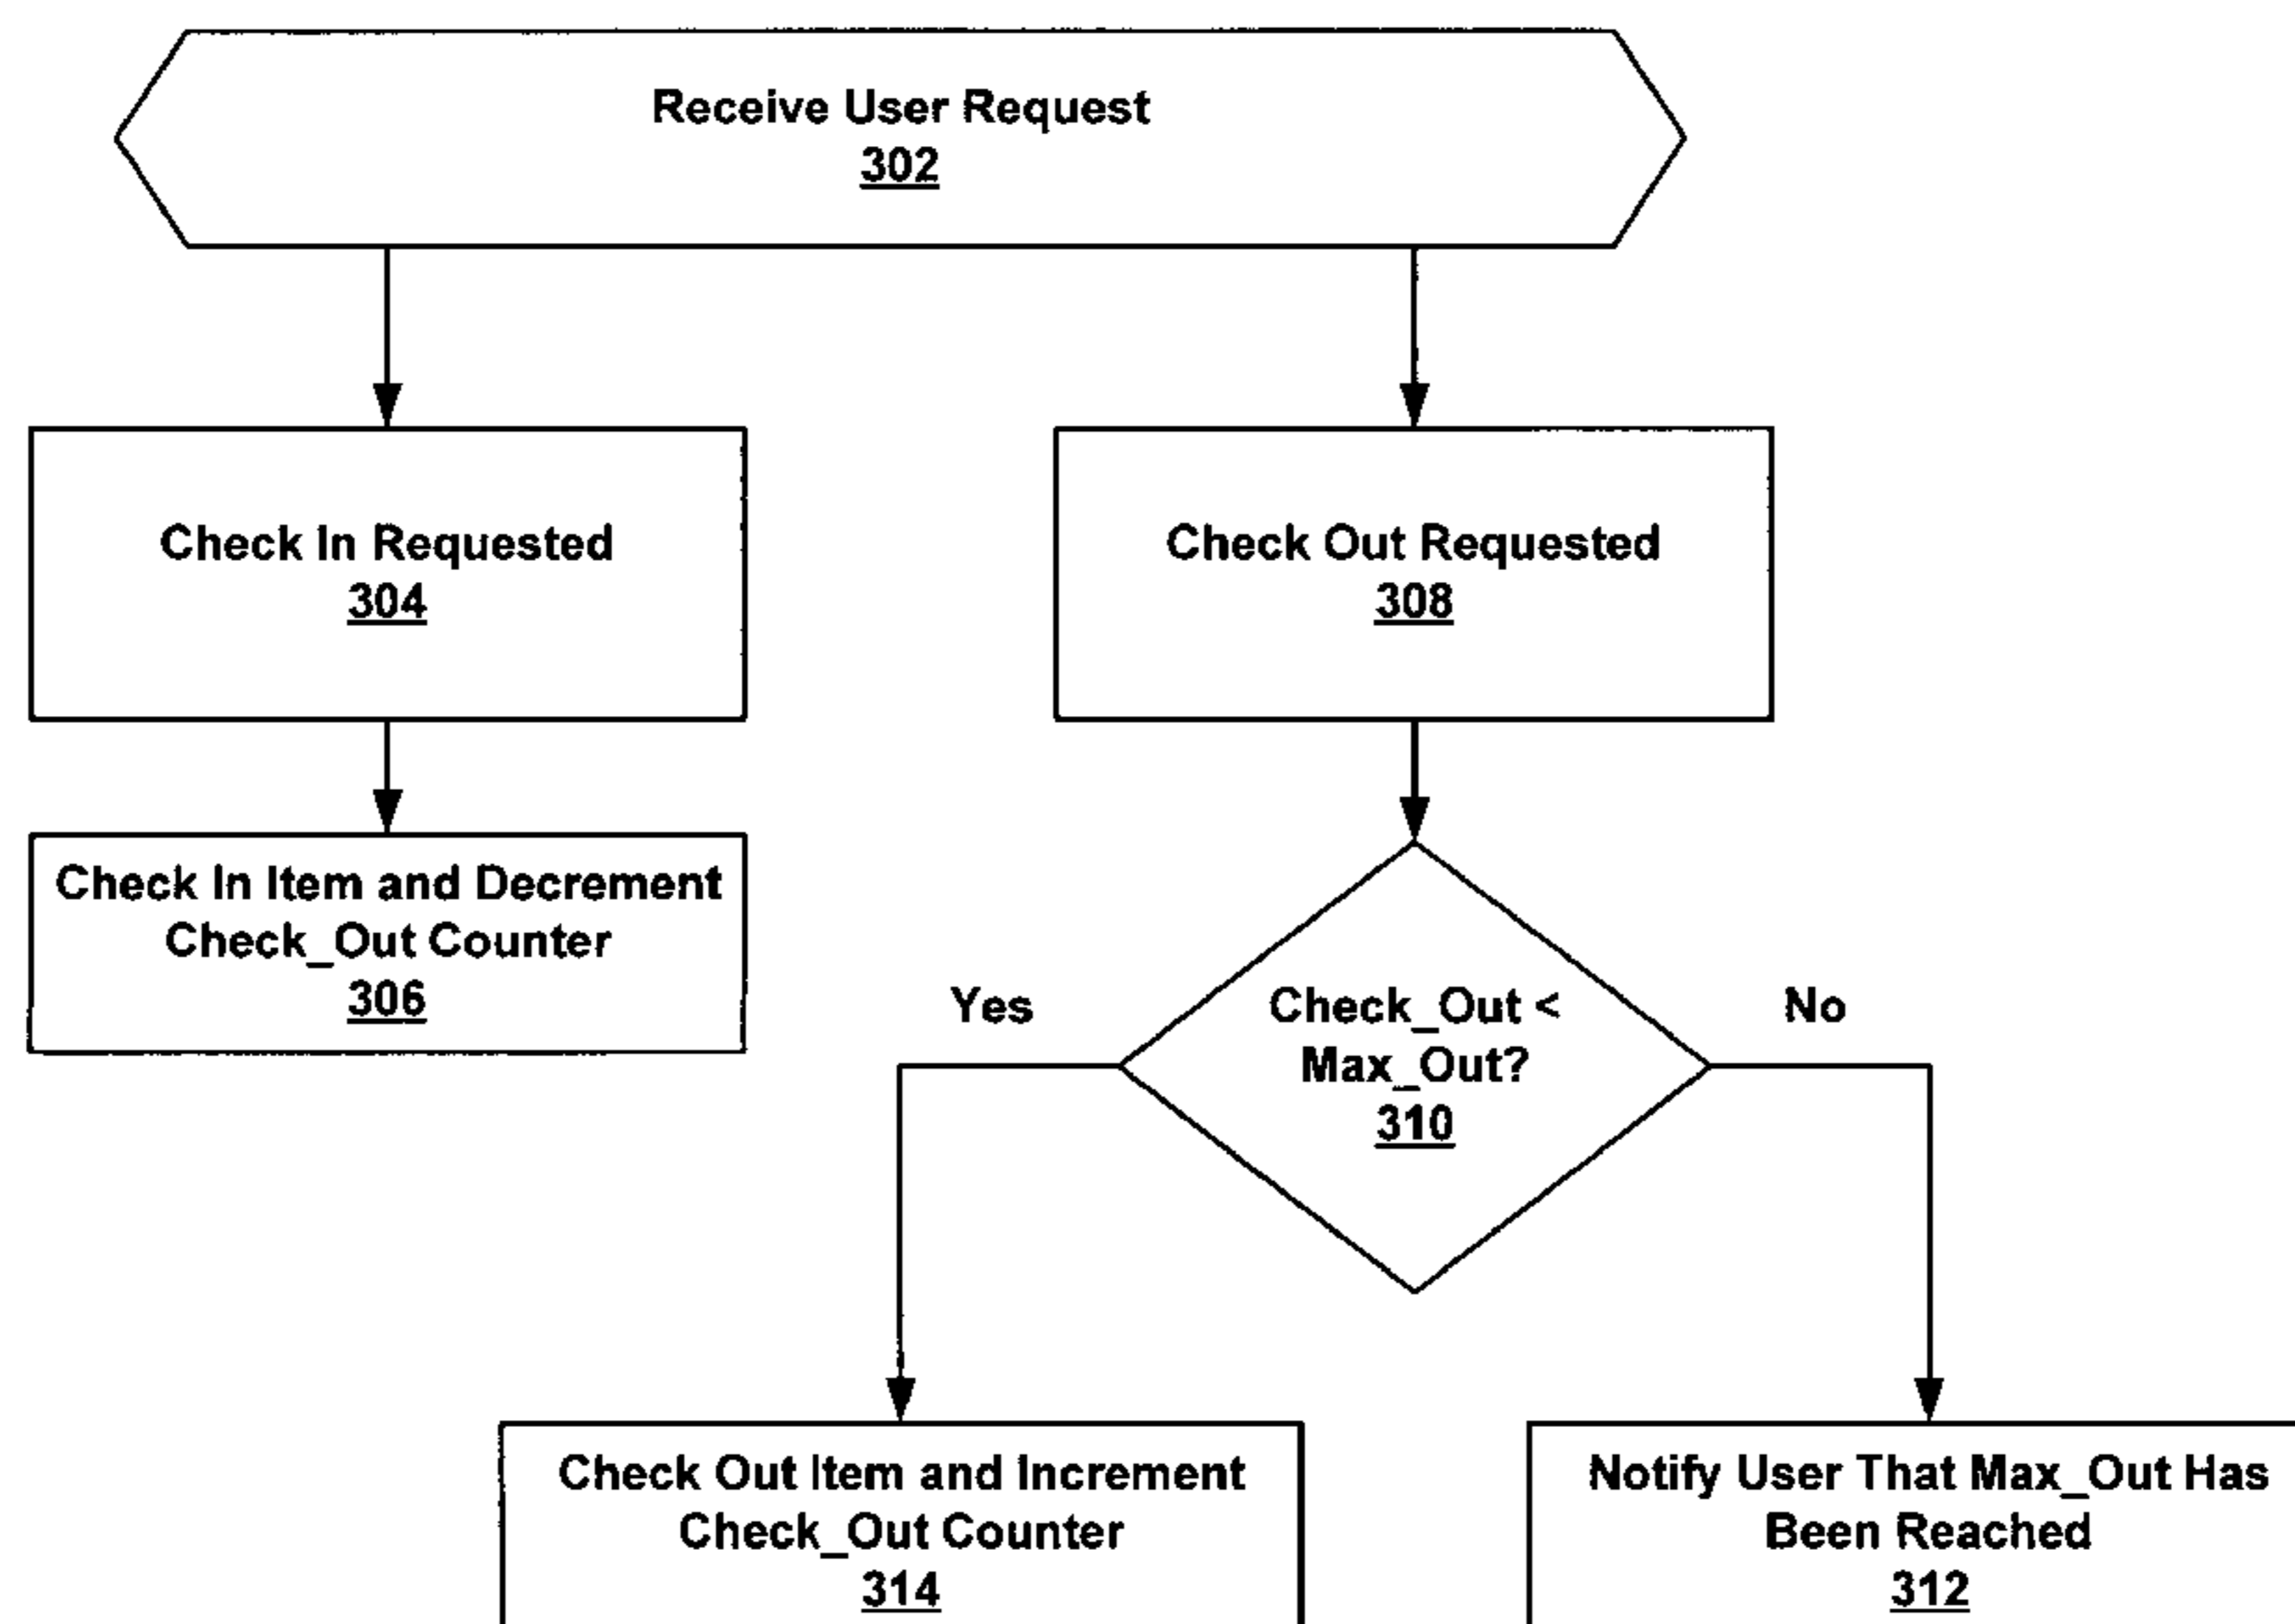 Receive User Request
302
Check In Requested
304
Check Out Requested
308
Check In Item and Decrement
Check_Out Counter
306
Yes
Check_Out <
Max_Out?
310
No
Check Out Item and Increment
Check_Out Counter
314
Notify User That Max_Out Has
Been Reached
312